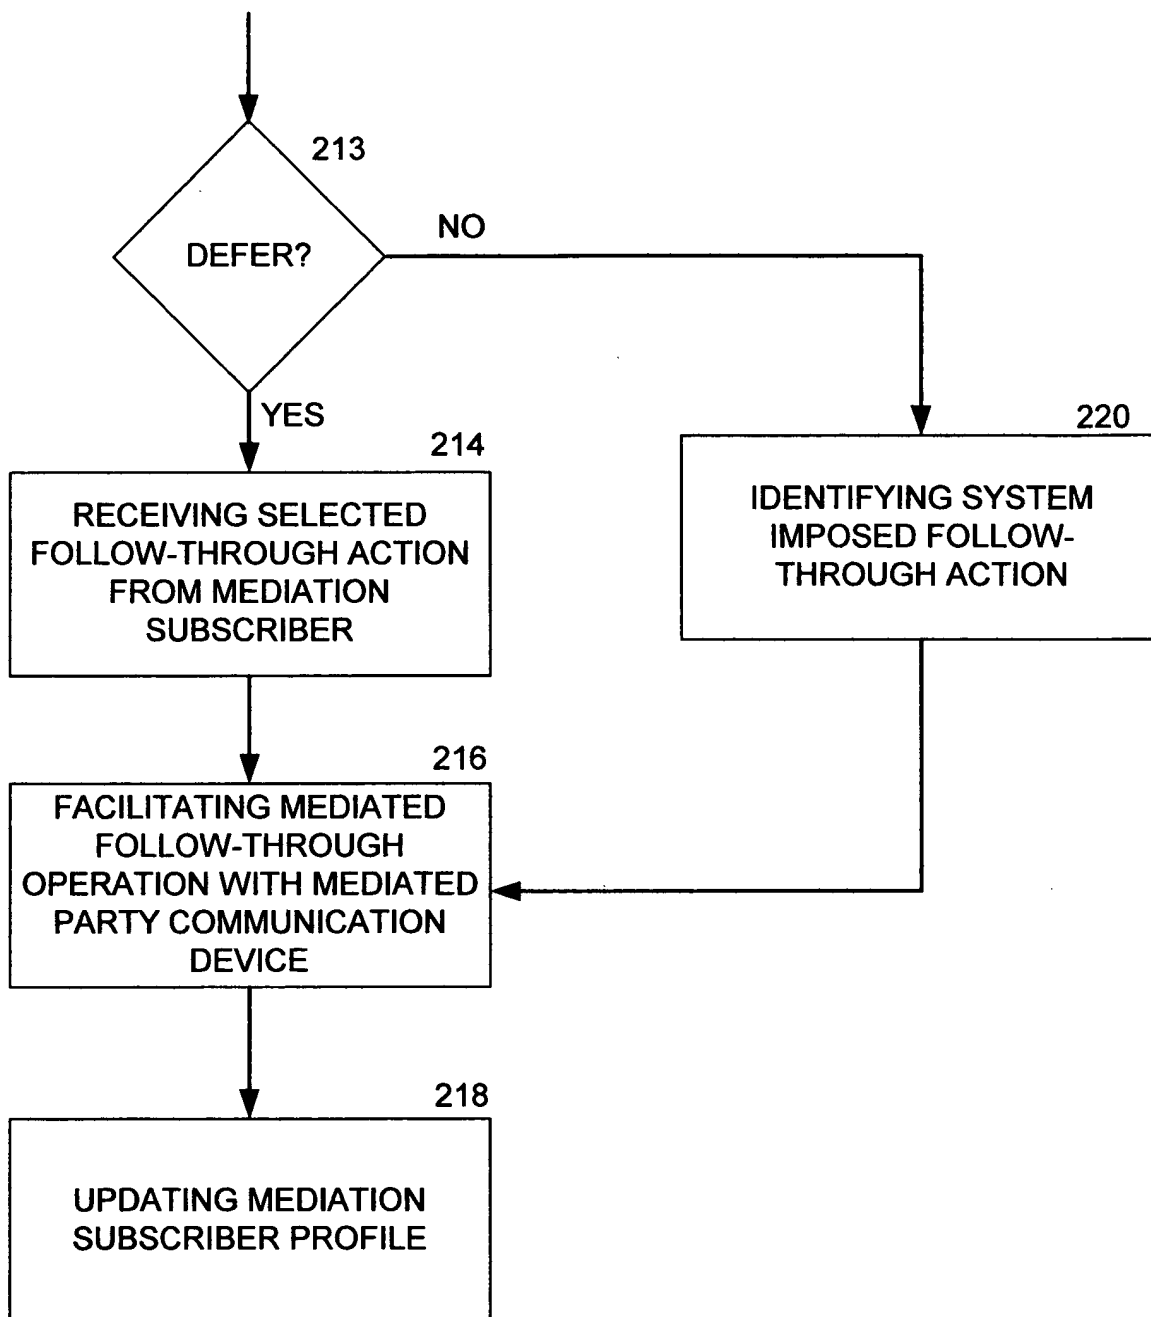 213
DEFER?
NO
YES
214
RECEIVING SELECTED
FOLLOW-THROUGH ACTION
FROM MEDIATION
SUBSCRIBER
220
IDENTIFYING SYSTEM
IMPOSED FOLLOW-
THROUGH ACTION
216
FACILITATING MEDIATED
FOLLOW-THROUGH
OPERATION WITH MEDIATED
PARTY COMMUNICATION
DEVICE
218
UPDATING MEDIATION
SUBSCRIBER PROFILE